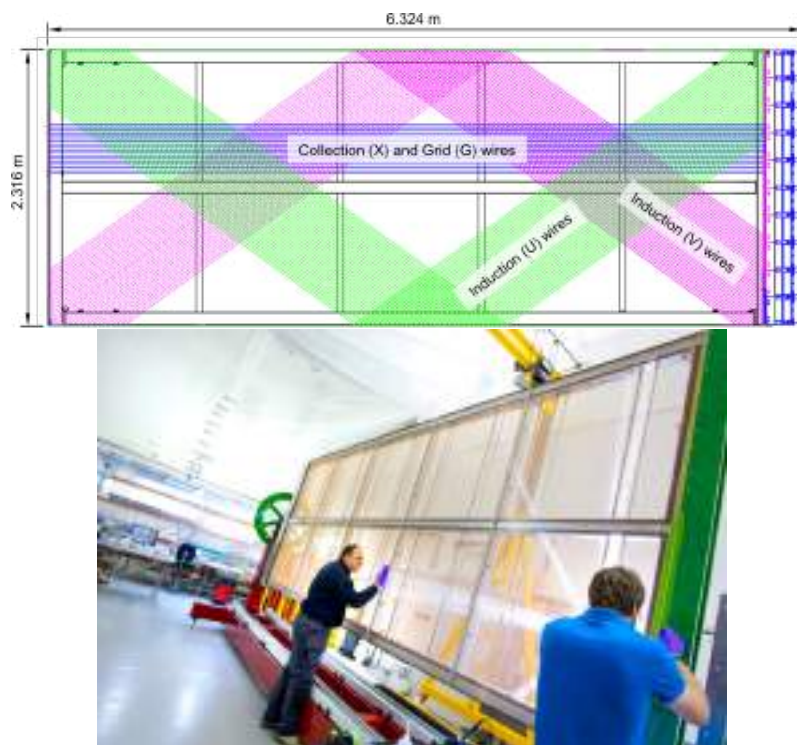 6.324 m
2.316 m
Collection (X) and Grid (G) wires
Induction (U) wires
Induction (V) wires